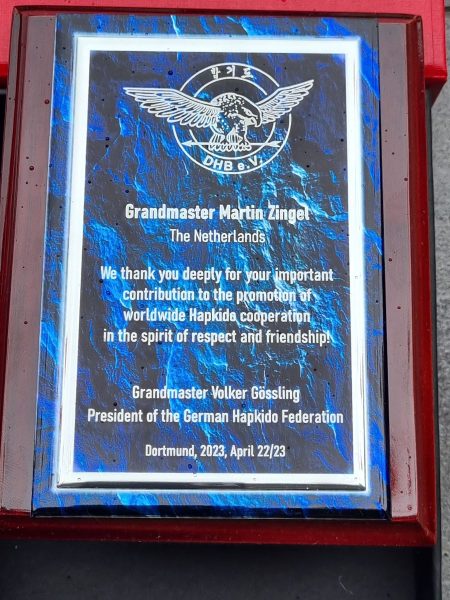 합기도
DHB e.V.
Grandmaster Martin Zingel
The Netherlands
We thank you deeply for your important
contribution to the promotion of
worldwide Hapkido cooperation
in the spirit of respect and friendship!
Grandmaster Volker Gössling
President of the German Hapkido Federation
Dortmund, 2023, April 22/23